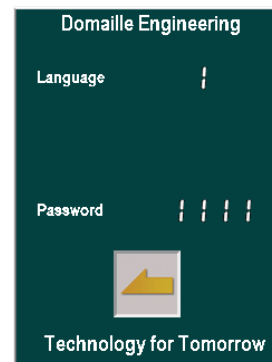 Domaille Engineering
Language 1
Password 1 1 1 1
Technology for Tomorrow